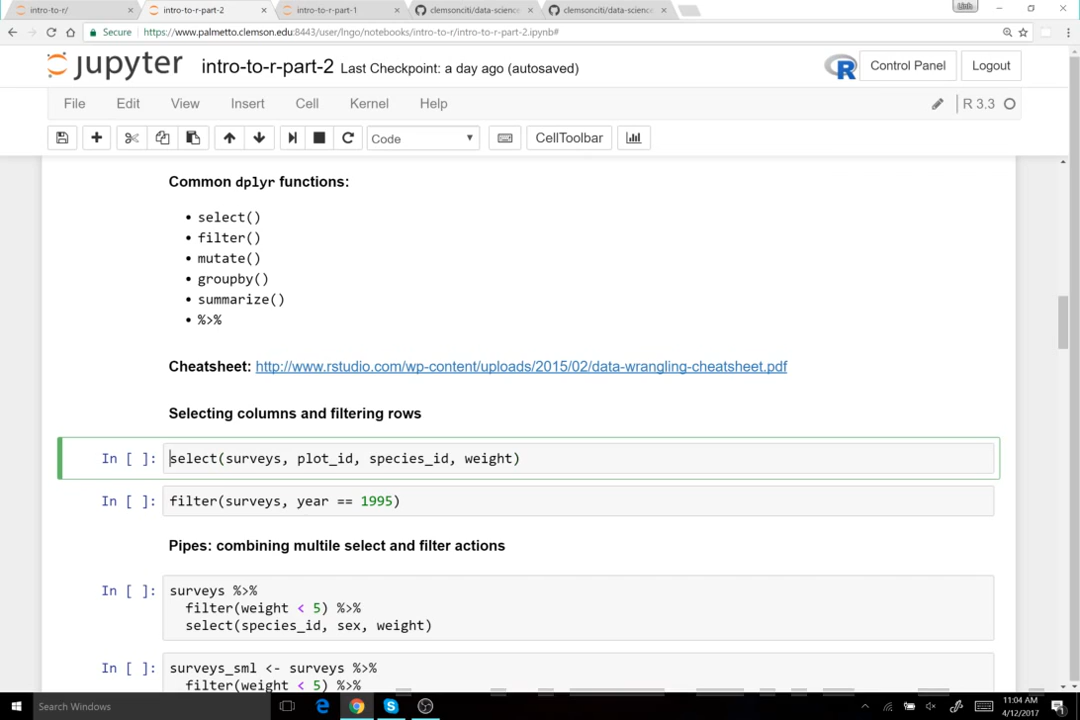 intro-to-r/
intro-to-r-part-2
intro-to-r-part-1
clemsonciti/data-science
clemsonciti/data-science
Secure
https://www.palmetto.clemson.edu:8443/user/lngo/notebooks/intro-to-r/intro-to-r-part-2.ipynb#
jupyter
intro-to-r-part-2 Last Checkpoint: a day ago (autosaved)
R
Control Panel
Logout
File Edit View Insert Cell Kernel Help
R 3.3
Code
CellToolbar
Common dplyr functions:
• select()
• filter()
• mutate()
• groupby()
• summarize()
• %>%
Cheatsheet: http://www.rstudio.com/wp-content/uploads/2015/02/data-wrangling-cheatsheet.pdf
Selecting columns and filtering rows
In [ ]: select(surveys, plot_id, species_id, weight)
In [ ]: filter(surveys, year == 1995)
Pipes: combining multile select and filter actions
In [ ]: surveys %>%
filter(weight < 5) %>%
select(species_id, sex, weight)
In [ ]: surveys_sml <- surveys %>%
filter(weight < 5) %>%
Search Windows
11:04 AM
4/12/2017